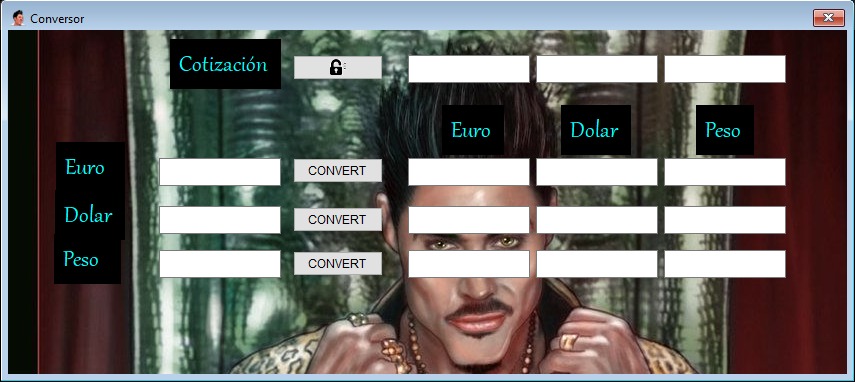 Conversor
Cotización
Euro Dolar Peso
Euro CONVERT
Dolar CONVERT
Peso CONVERT